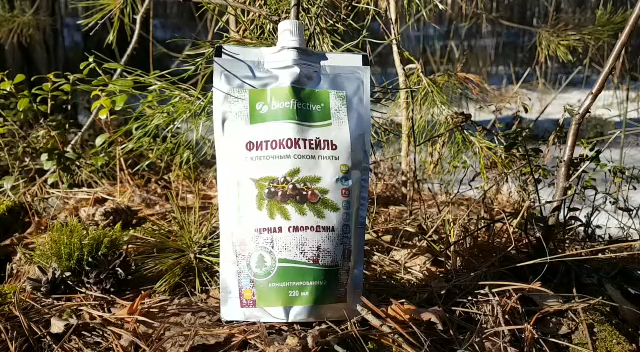 bioeffective®
ФИТОКОКТЕЙЛЬ
С КЛЕТОЧНЫМ СОКОМ ПИХТЫ
ЧЕРНАЯ СМОРОДИНА
КОНЦЕНТРИРОВАННЫЙ
220 мл